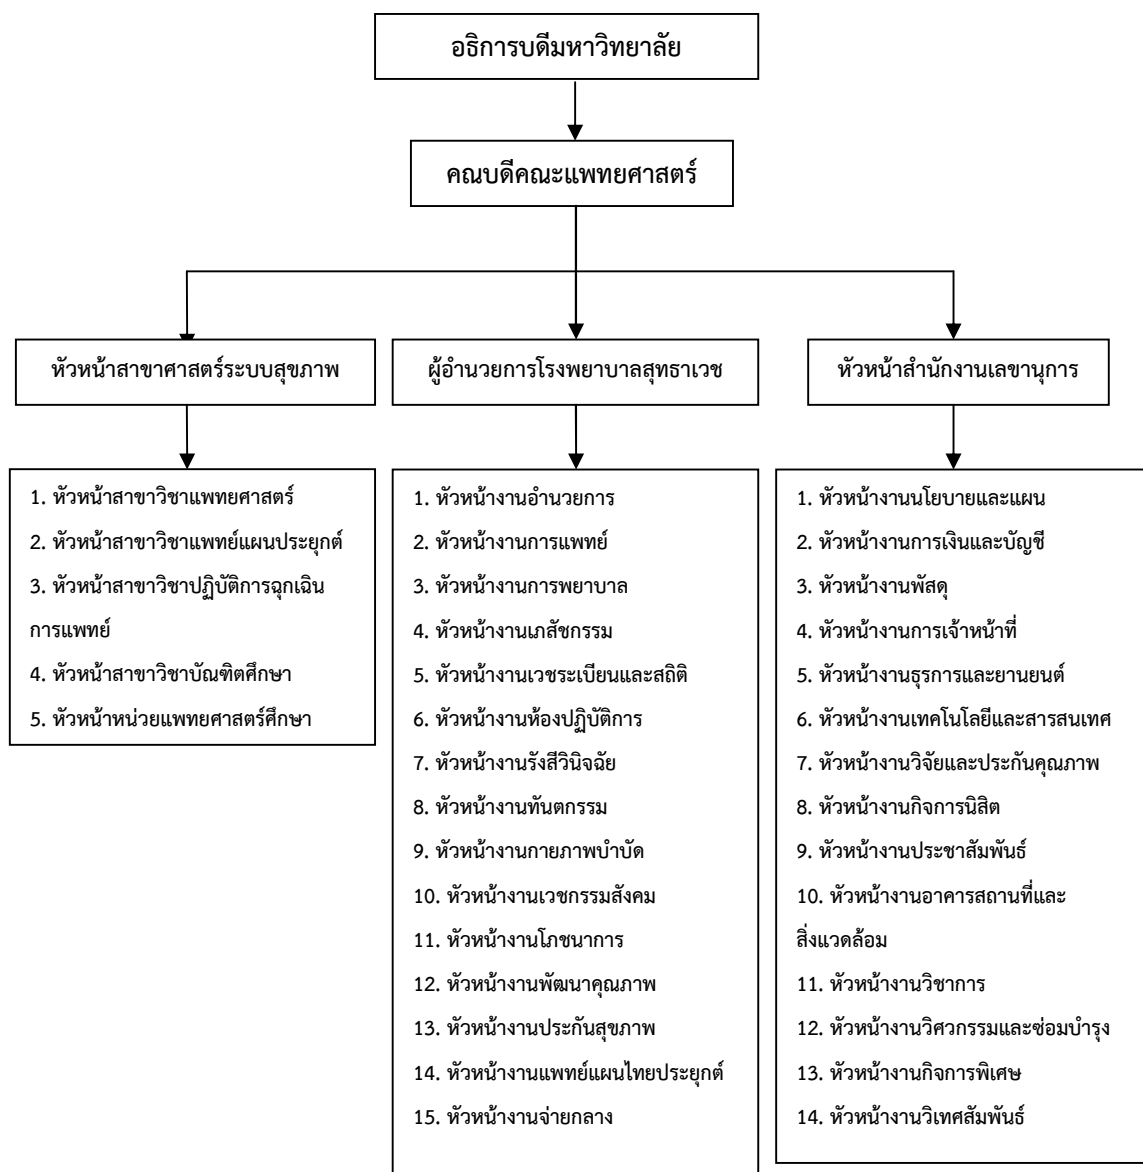 อธิการบดีมหาวิทยาลัย
คณบดีคณะแพทยศาสตร์
หัวหน้าสาขาศาสตร์ระบบสุขภาพ
ผู้อำนวยการโรงพยาบาลสุทธาเวช
หัวหน้าสำนักงานเลขานุการ
1. หัวหน้าสาขาวิชาแพทยศาสตร์
2. หัวหน้าสาขาวิชาแพทย์แผนประยุกต์
3. หัวหน้าสาขาวิชาปฏิบัติการฉุกเฉิน
การแพทย์
4. หัวหน้าสาขาวิชาบัณฑิตศึกษา
5. หัวหน้าหน่วยแพทยศาสตร์ศึกษา
1. หัวหน้างานอำนวยการ
2. หัวหน้างานการแพทย์
3. หัวหน้างานการพยาบาล
4. หัวหน้างานเภสัชกรรม
5. หัวหน้างานเวชระเบียนและสถิติ
6. หัวหน้างานห้องปฏิบัติการ
7. หัวหน้างานรังสีวินิจฉัย
8. หัวหน้างานทันตกรรม
9. หัวหน้างานกายภาพบำบัด
10. หัวหน้างานเวชกรรมสังคม
11. หัวหน้างานโภชนาการ
12. หัวหน้างานพัฒนาคุณภาพ
13. หัวหน้างานประกันสุขภาพ
14. หัวหน้างานแพทย์แผนไทยประยุกต์
15. หัวหน้างานจ่ายกลาง
1. หัวหน้างานนโยบายและแผน
2. หัวหน้างานการเงินและบัญชี
3. หัวหน้างานพัสดุ
4. หัวหน้างานการเจ้าหน้าที่
5. หัวหน้างานธุรการและยานยนต์
6. หัวหน้างานเทคโนโลยีและสารสนเทศ
7. หัวหน้างานวิจัยและประกันคุณภาพ
8. หัวหน้างานกิจการนิสิต
9. หัวหน้างานประชาสัมพันธ์
10. หัวหน้างานอาคารสถานที่และ
สิ่งแวดล้อม
11. หัวหน้างานวิชาการ
12. หัวหน้างานวิศวกรรมและซ่อมบำรุง
13. หัวหน้างานกิจการพิเศษ
14. หัวหน้างานวิเทศสัมพันธ์